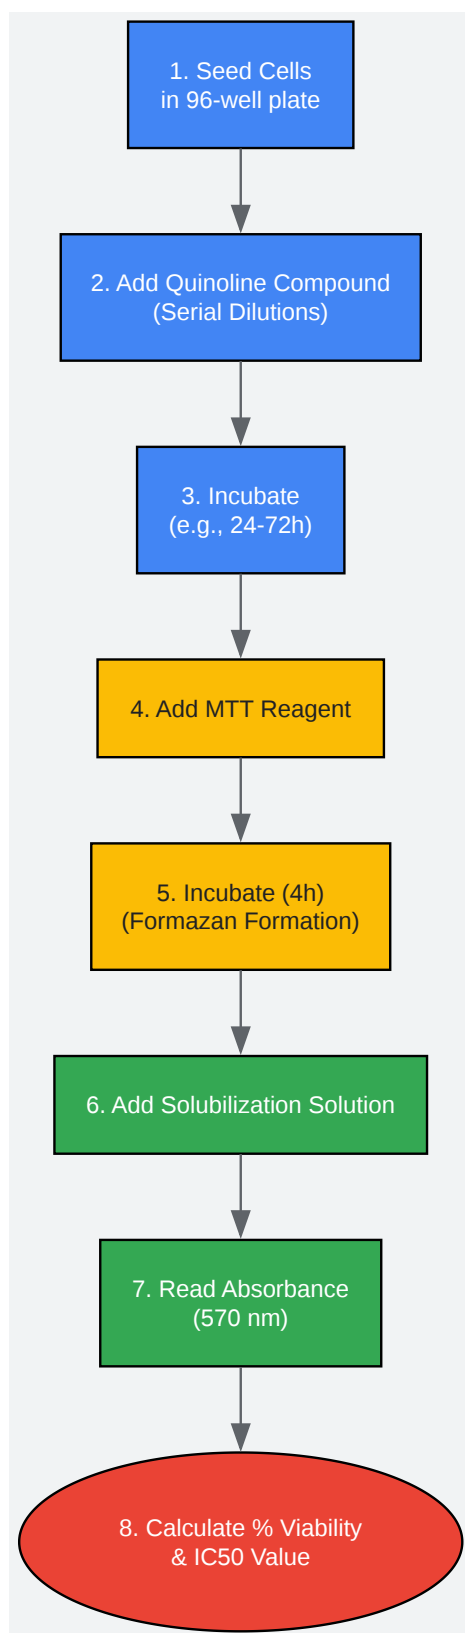 1. Seed Cells
in 96-well plate
2. Add Quinoline Compound
(Serial Dilutions)
3. Incubate
(e.g., 24-72h)
4. Add MTT Reagent
5. Incubate (4h)
(Formazan Formation)
6. Add Solubilization Solution
7. Read Absorbance
(570 nm)
8. Calculate % Viability
& IC50 Value